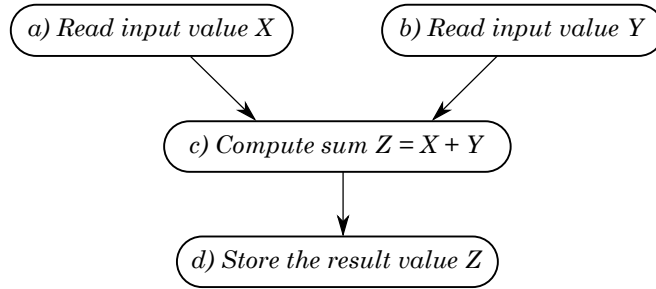 a) Read input value X
b) Read input value Y
c) Compute sum Z = X + Y
d) Store the result value Z